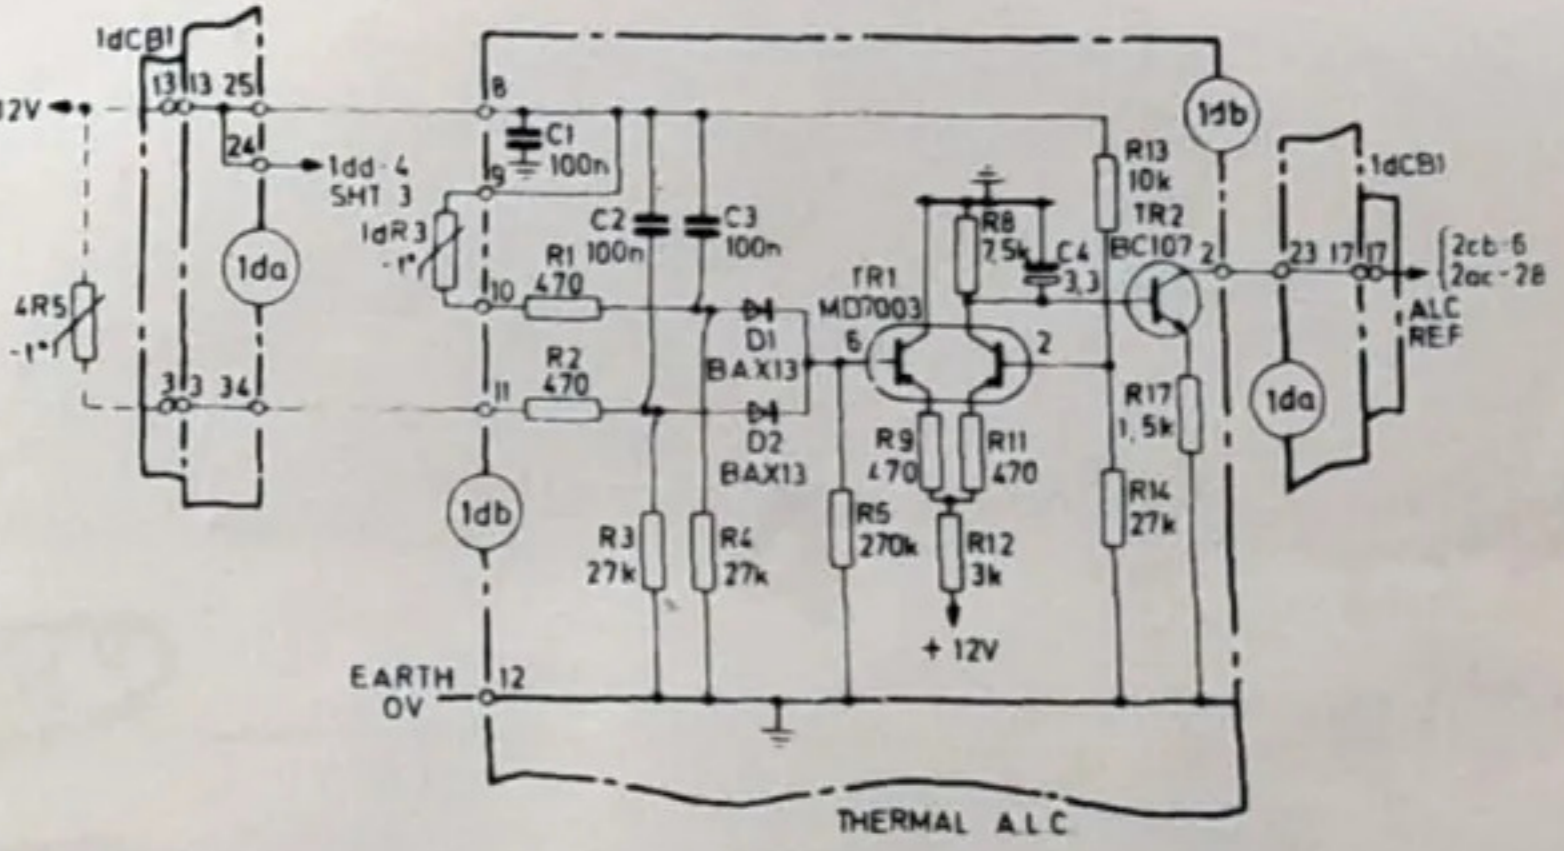 1dCB1
13 13 25
12V
24
1dd-4
SHT 3
1da
4R5
-t°
3 3 34
8
C1
100n
9
1dR3
-t°
R1
470
10
C2
100n
C3
100n
R2
470
11
D1
BAX13
D2
BAX13
1db
R3
27k
R4
27k
R5
270k
TR1
MD7003
6
2
R8
7,5k
C4
3,3
R9
470
R11
470
R12
3k
+ 12V
R13
10k
TR2
BC107
2
R17
1,5k
R14
27k
1db
1dCB1
23 17 17
2cb-6
2ac-28
ALC
REF
1da
EARTH
0V
12
THERMAL A.L.C